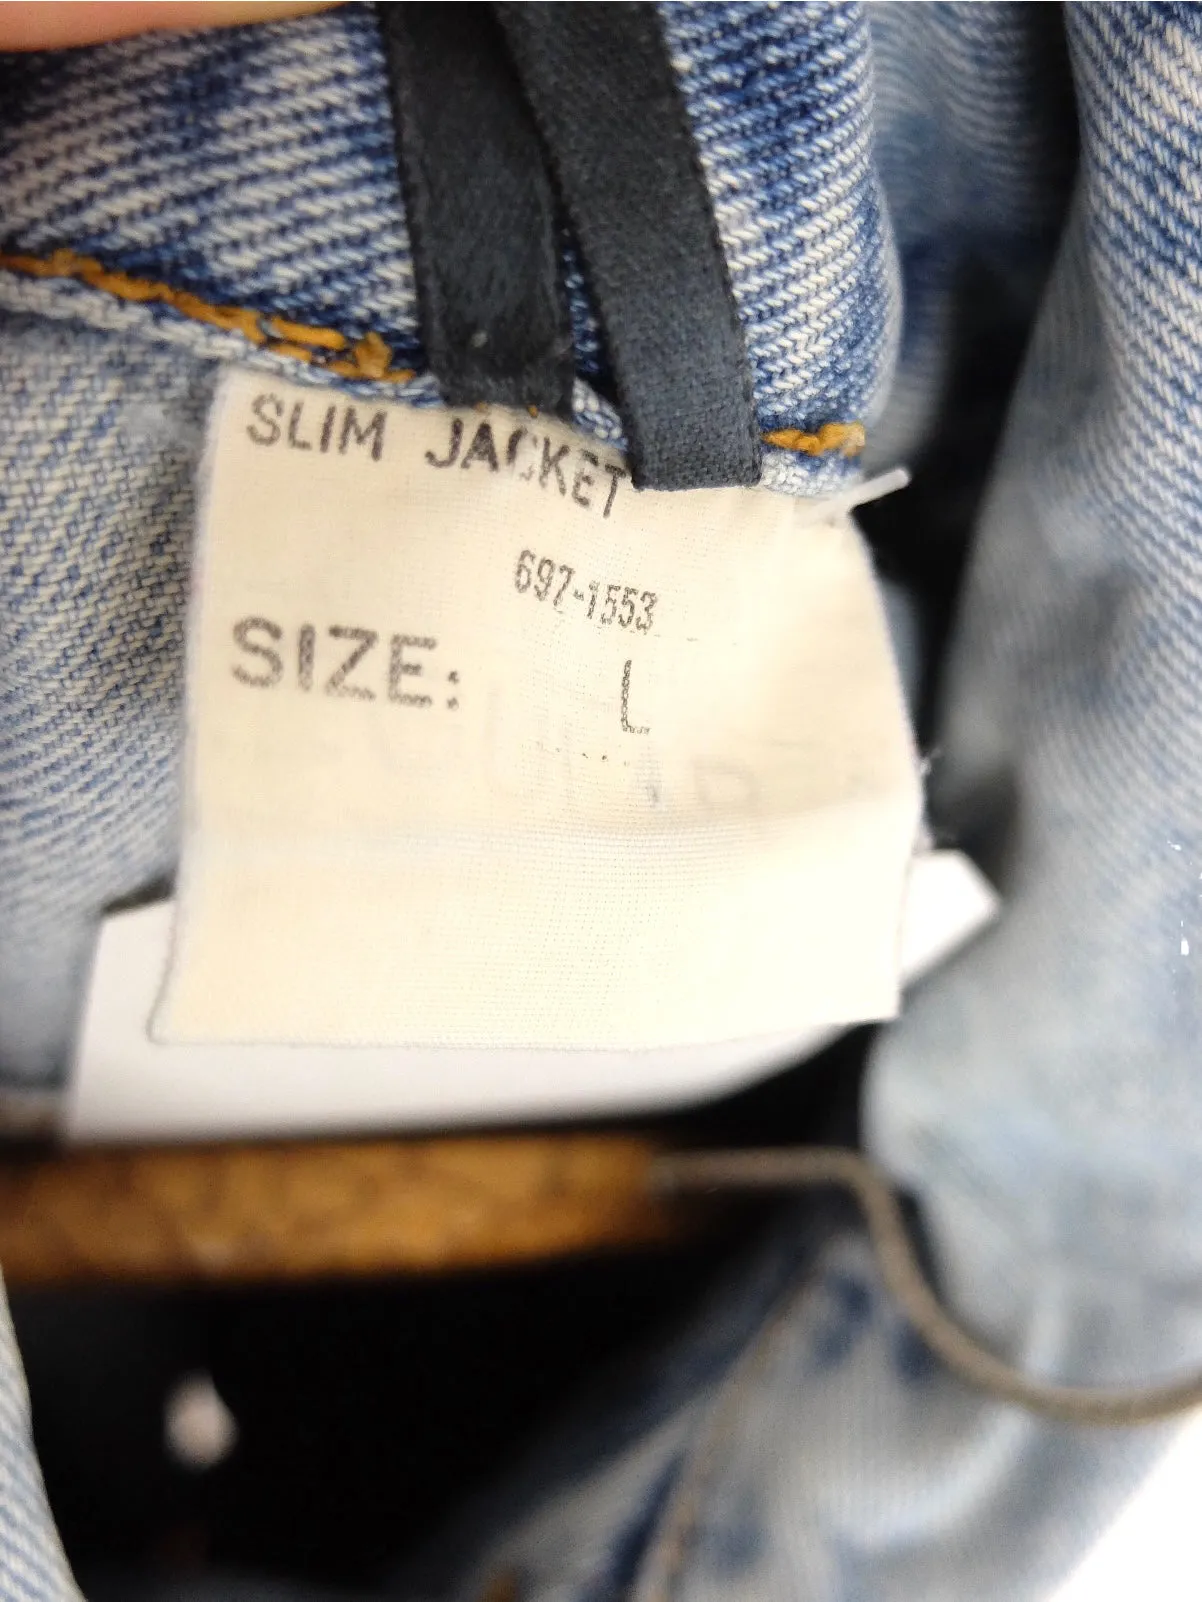 SLIM JACKET
697-1553
SIZE: L